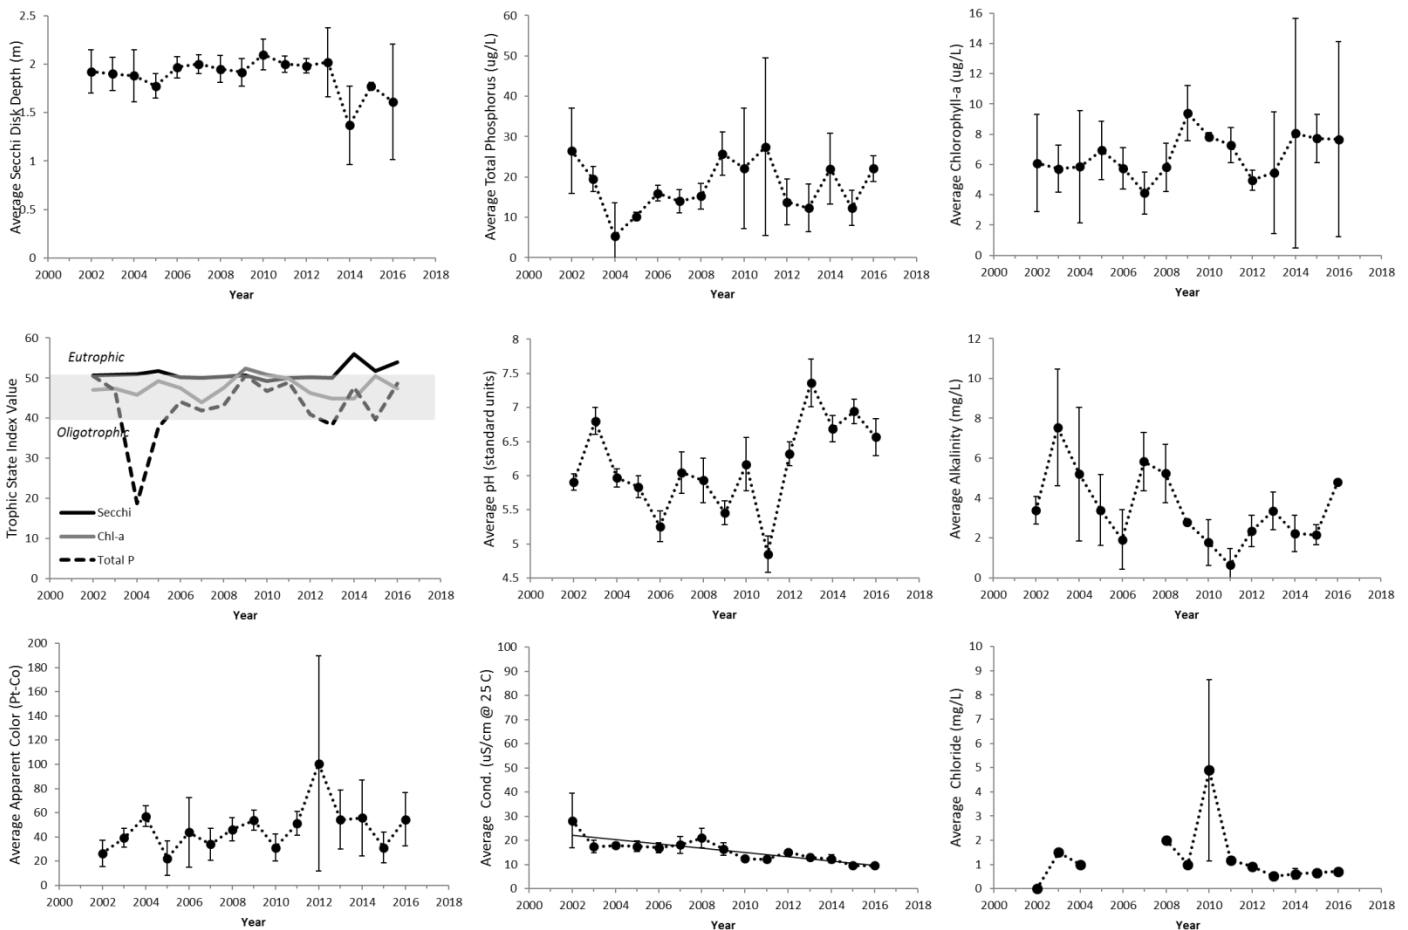 Average Secchi Disk Depth (m)
2.5
2
1.5
1
0.5
0
2000 2002 2004 2006 2008 2010 2012 2014 2016 2018
Year
Average Total Phosphorus (ug/L)
60
50
40
30
20
10
0
2000 2002 2004 2006 2008 2010 2012 2014 2016 2018
Year
Average Chlorophyll-a (ug/L)
16
14
12
10
8
6
4
2
0
2000 2002 2004 2006 2008 2010 2012 2014 2016 2018
Year
Trophic State Index Value
60
50
40
30
20
10
0
Eutrophic
Oligotrophic
Secchi
Chl-a
Total P
2000 2002 2004 2006 2008 2010 2012 2014 2016 2018
Year
Average pH (standard units)
8
7.5
7
6.5
6
5.5
5
4.5
2000 2002 2004 2006 2008 2010 2012 2014 2016 2018
Year
Average Alkalinity (mg/L)
12
10
8
6
4
2
0
2000 2002 2004 2006 2008 2010 2012 2014 2016 2018
Year
Average Apparent Color (Pt-Co)
200
180
160
140
120
100
80
60
40
20
0
2000 2002 2004 2006 2008 2010 2012 2014 2016 2018
Year
Average Cond. (uS/cm @ 25 C)
100
90
80
70
60
50
40
30
20
10
0
2000 2002 2004 2006 2008 2010 2012 2014 2016 2018
Year
Average Chloride (mg/L)
10
9
8
7
6
5
4
3
2
1
0
2000 2002 2004 2006 2008 2010 2012 2014 2016 2018
Year